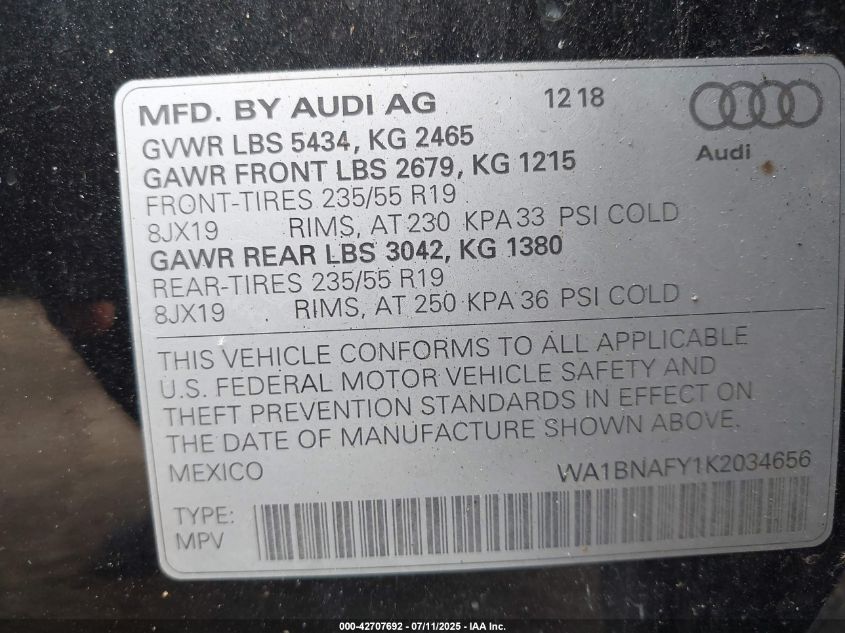 MFD. BY AUDI AG 12 18
Audi
GVWR LBS 5434, KG 2465
GAWR FRONT LBS 2679, KG 1215
FRONT-TIRES 235/55 R19
8JX19 RIMS, AT 230 KPA 33 PSI COLD
GAWR REAR LBS 3042, KG 1380
REAR-TIRES 235/55 R19
8JX19 RIMS, AT 250 KPA 36 PSI COLD
THIS VEHICLE CONFORMS TO ALL APPLICABLE
U.S. FEDERAL MOTOR VEHICLE SAFETY AND
THEFT PREVENTION STANDARDS IN EFFECT ON
THE DATE OF MANUFACTURE SHOWN ABOVE.
MEXICO WA1BNAFY1K2034656
TYPE:
MPV
000-42707692 - 07/11/2025 - IAA Inc.